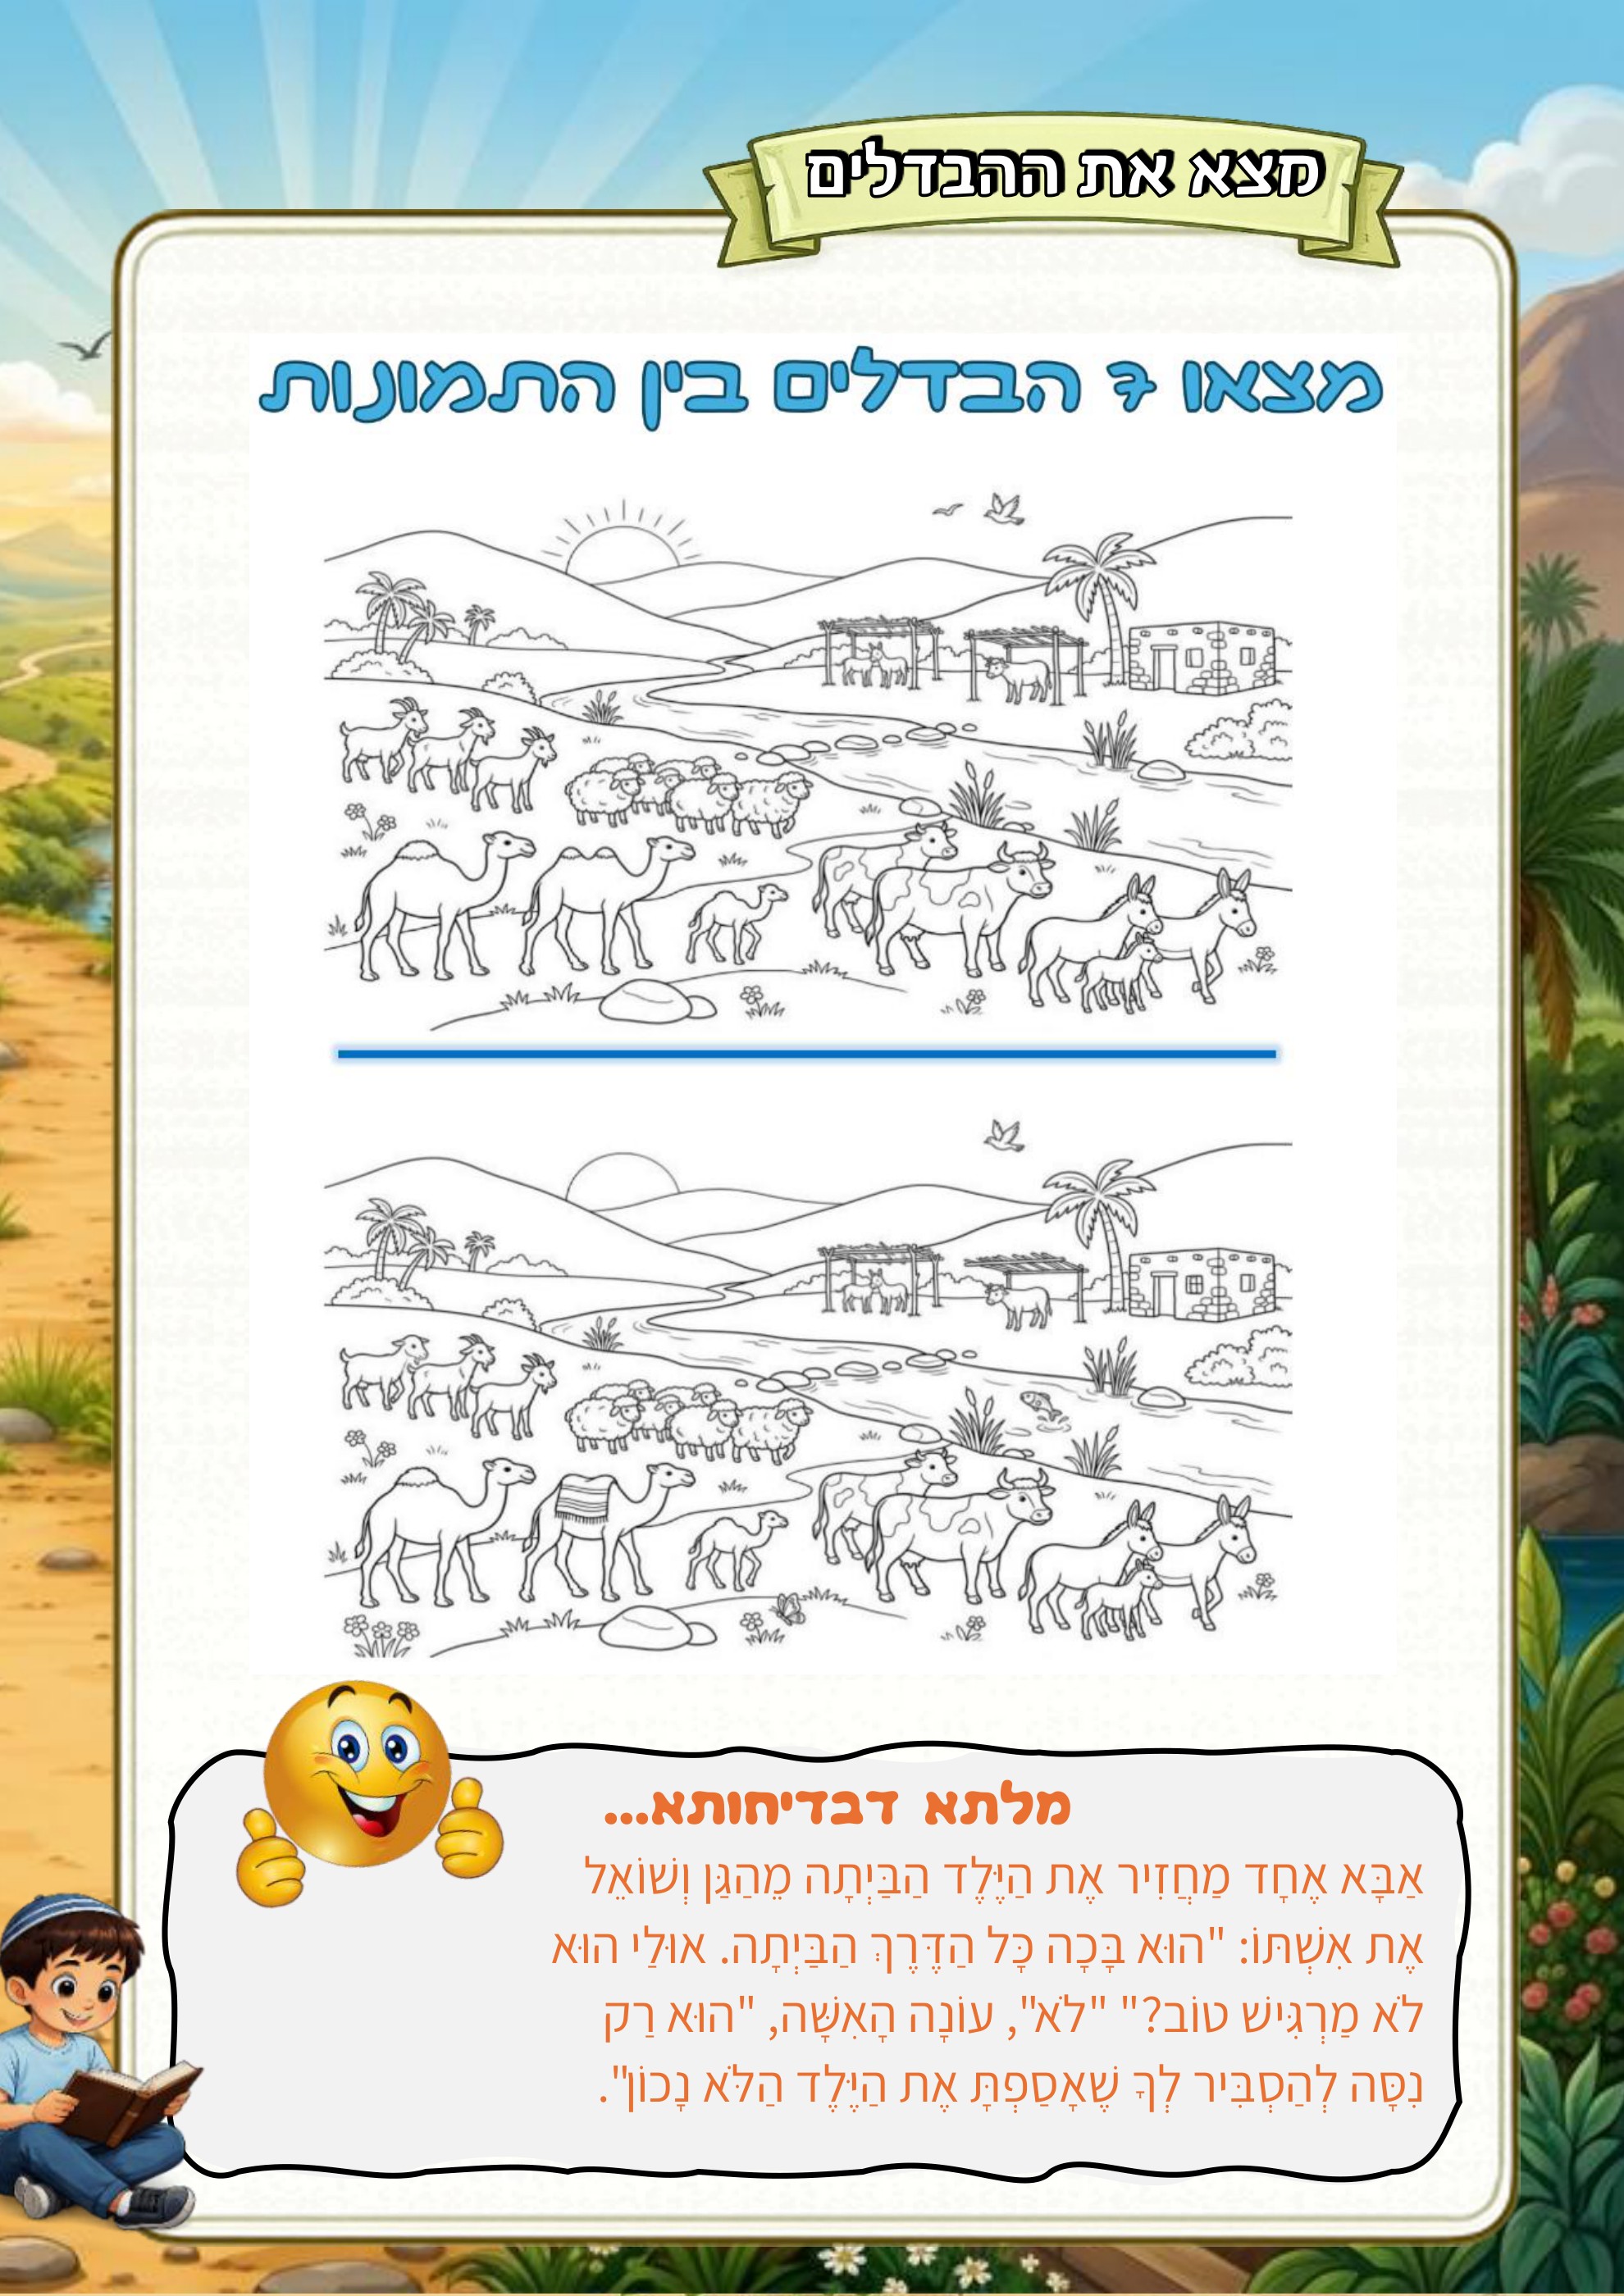 מצא את ההבדלים
מצאו 7 הבדלים בין התמונות
מלתא דבדיחותא...
אַבָּא אֶחָד מַחֲזִיר אֶת הַיֶּלֶד הַבַּיְתָה מֵהַגַּן וְשׁוֹאֵל
אֶת אִשְׁתּוֹ: "הוּא בָּכָה כָּל הַדֶּרֶךְ הַבַּיְתָה. אוּלַי הוּא
לֹא מַרְגִּישׁ טוֹב?" "לֹא", עוֹנָה הָאִשָּׁה, "הוּא רַק
נִסָּה לְהַסְבִּיר לְךָ שֶׁאָסַפְתָּ אֶת הַיֶּלֶד הַלֹּא נָכוֹן".